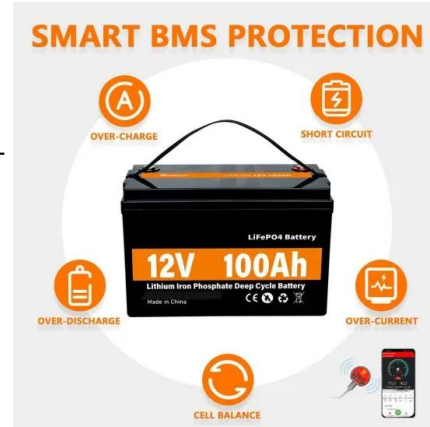 SMART BMS PROTECTION
A
OVER-CHARGE
SHORT CIRCUIT
LiFePO4 Battery
12V 100Ah
Lithium Iron Phosphate Deep Cycle Battery
Made in China
CE
OVER-DISCHARGE
OVER-CURRENT
CELL BALANCE